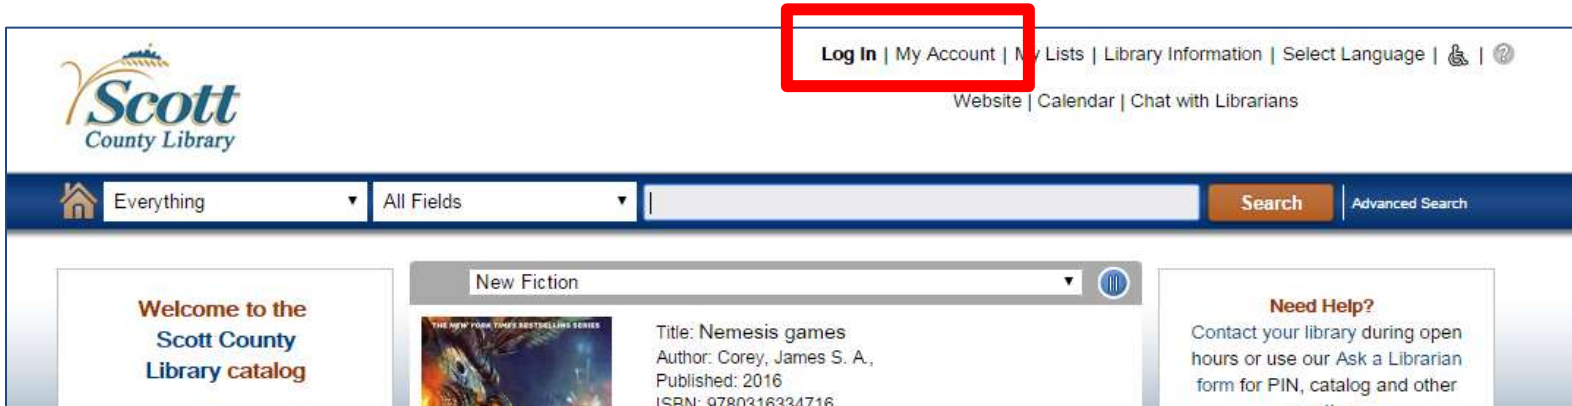 Scott
County Library
Log In | My Account | My Lists | Library Information | Select Language | |
Website | Calendar | Chat with Librarians
Everything
All Fields
Search
Advanced Search
Welcome to the
Scott County
Library catalog
New Fiction
THE NEW YORK TIMES BESTSELLING SERIES
Title: Nemesis games
Author: Corey, James S. A.,
Published: 2016
ISBN: 9780316334716
Need Help?
Contact your library during open
hours or use our Ask a Librarian
form for PIN, catalog and other